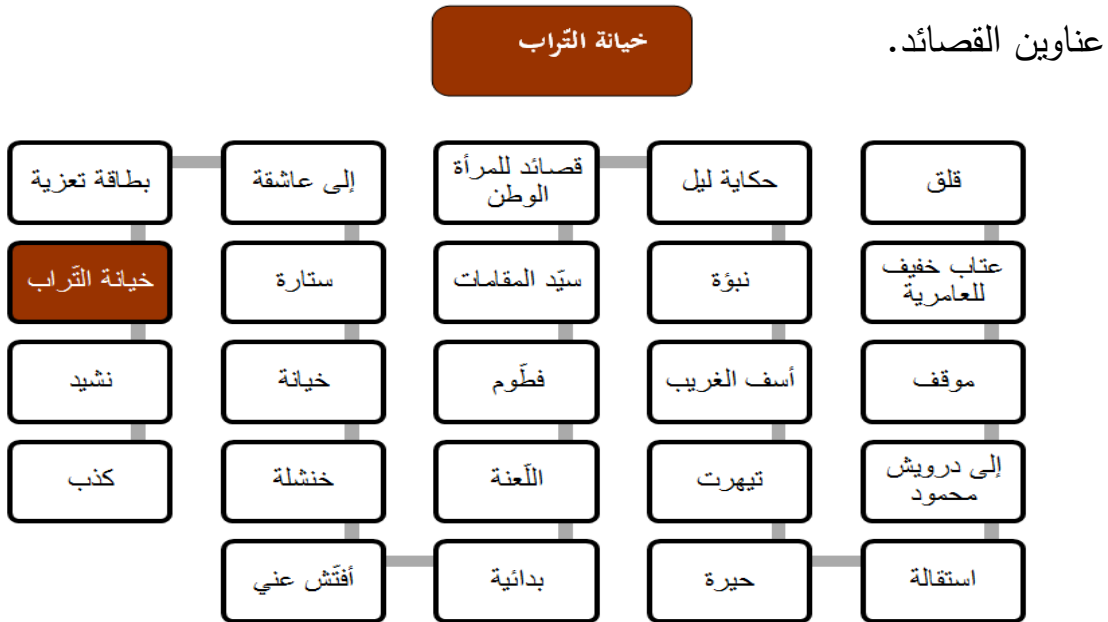 عناوين القصائد.
خيانة التّراب
قلق
عتاب خفيف
للعامرية
موقف
إلى درويش
محمود
استقالة
حيرة
تيهرت
أسف الغريب
نبؤة
حكاية ليل
قصائد للمرأة
الوطن
سيّد المقامات
فطّوم
اللّعنة
بدائية
أفتّش عني
خنشلة
خيانة
ستارة
إلى عاشقة
بطاقة تعزية
خيانة التّراب
نشيد
كذب